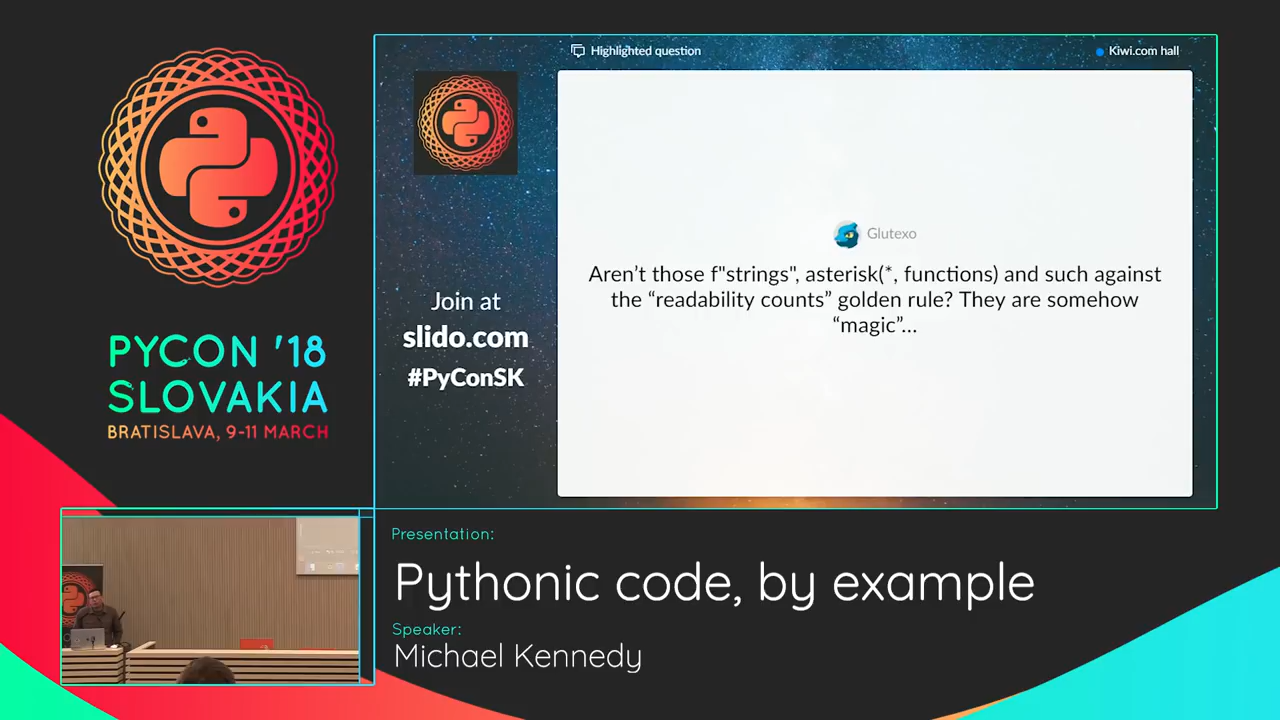 PYCON '18
SLOVAKIA
BRATISLAVA, 9-11 MARCH
Highlighted question
Kiwi.com hall
Join at
slido.com
#PyConSK
Glutexo
Aren’t those f"strings", asterisk(*, functions) and such against
the “readability counts” golden rule? They are somehow
“magic”...
Presentation:
Pythonic code, by example
Speaker:
Michael Kennedy